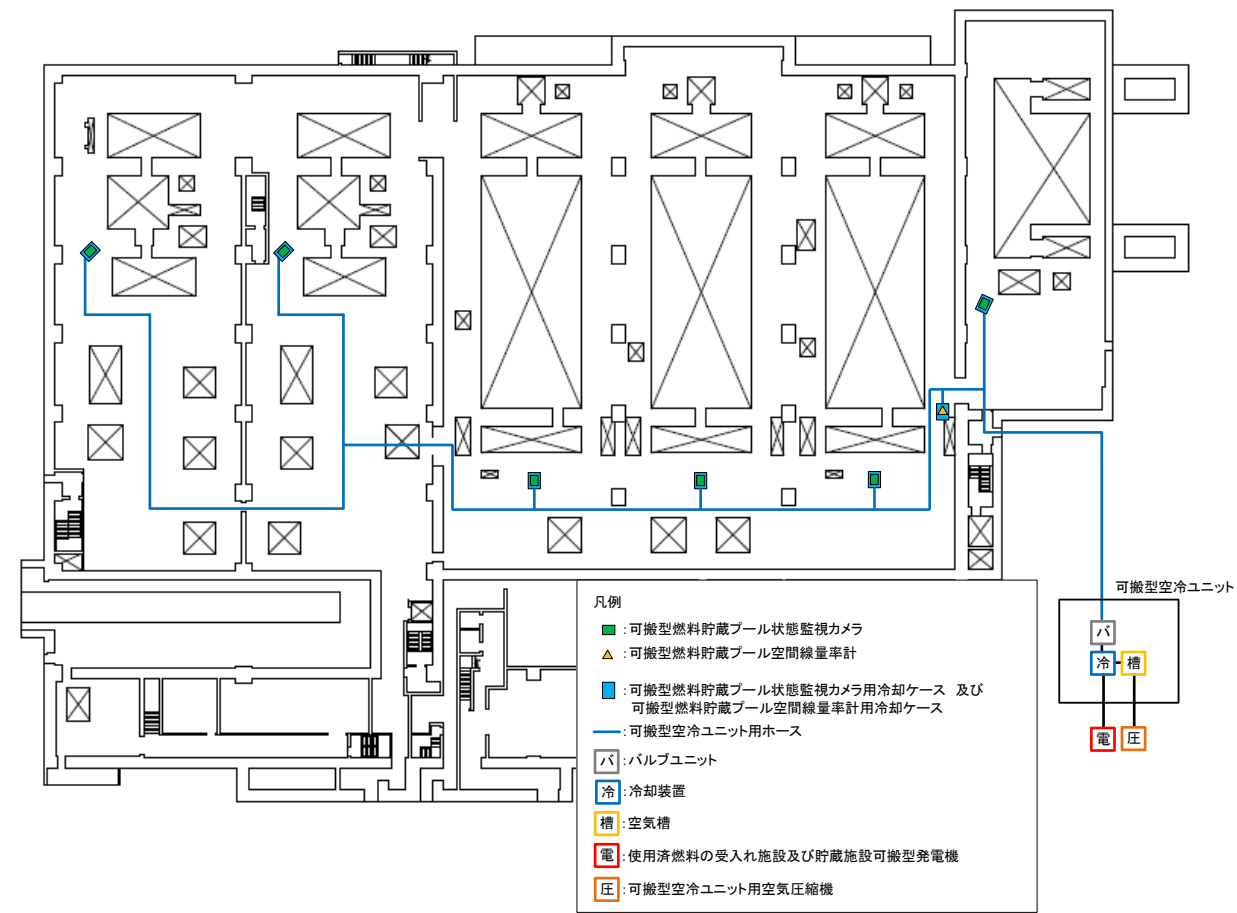 可搬型空冷ユニット
バ
冷
槽
電
圧
凡例
:可搬型燃料貯蔵プール状態監視カメラ
:可搬型燃料貯蔵プール空間線量率計
:可搬型燃料貯蔵プール状態監視カメラ用冷却ケース 及び
可搬型燃料貯蔵プール空間線量率計用冷却ケース
:可搬型空冷ユニット用ホース
バ:バルブユニット
冷:冷却装置
槽:空気槽
電:使用済燃料の受入れ施設及び貯蔵施設可搬型発電機
圧:可搬型空冷ユニット用空気圧縮機